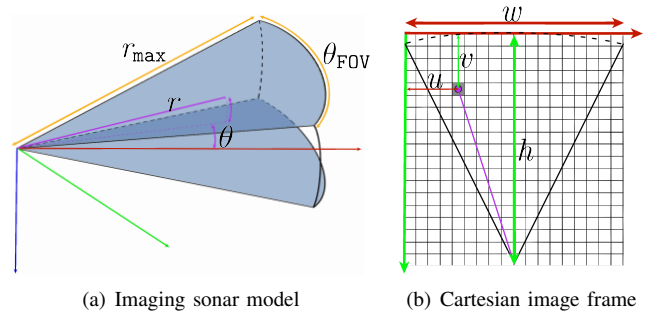 r_max
θ_FOV
r
θ
w
v
u
h
(a) Imaging sonar model
(b) Cartesian image frame